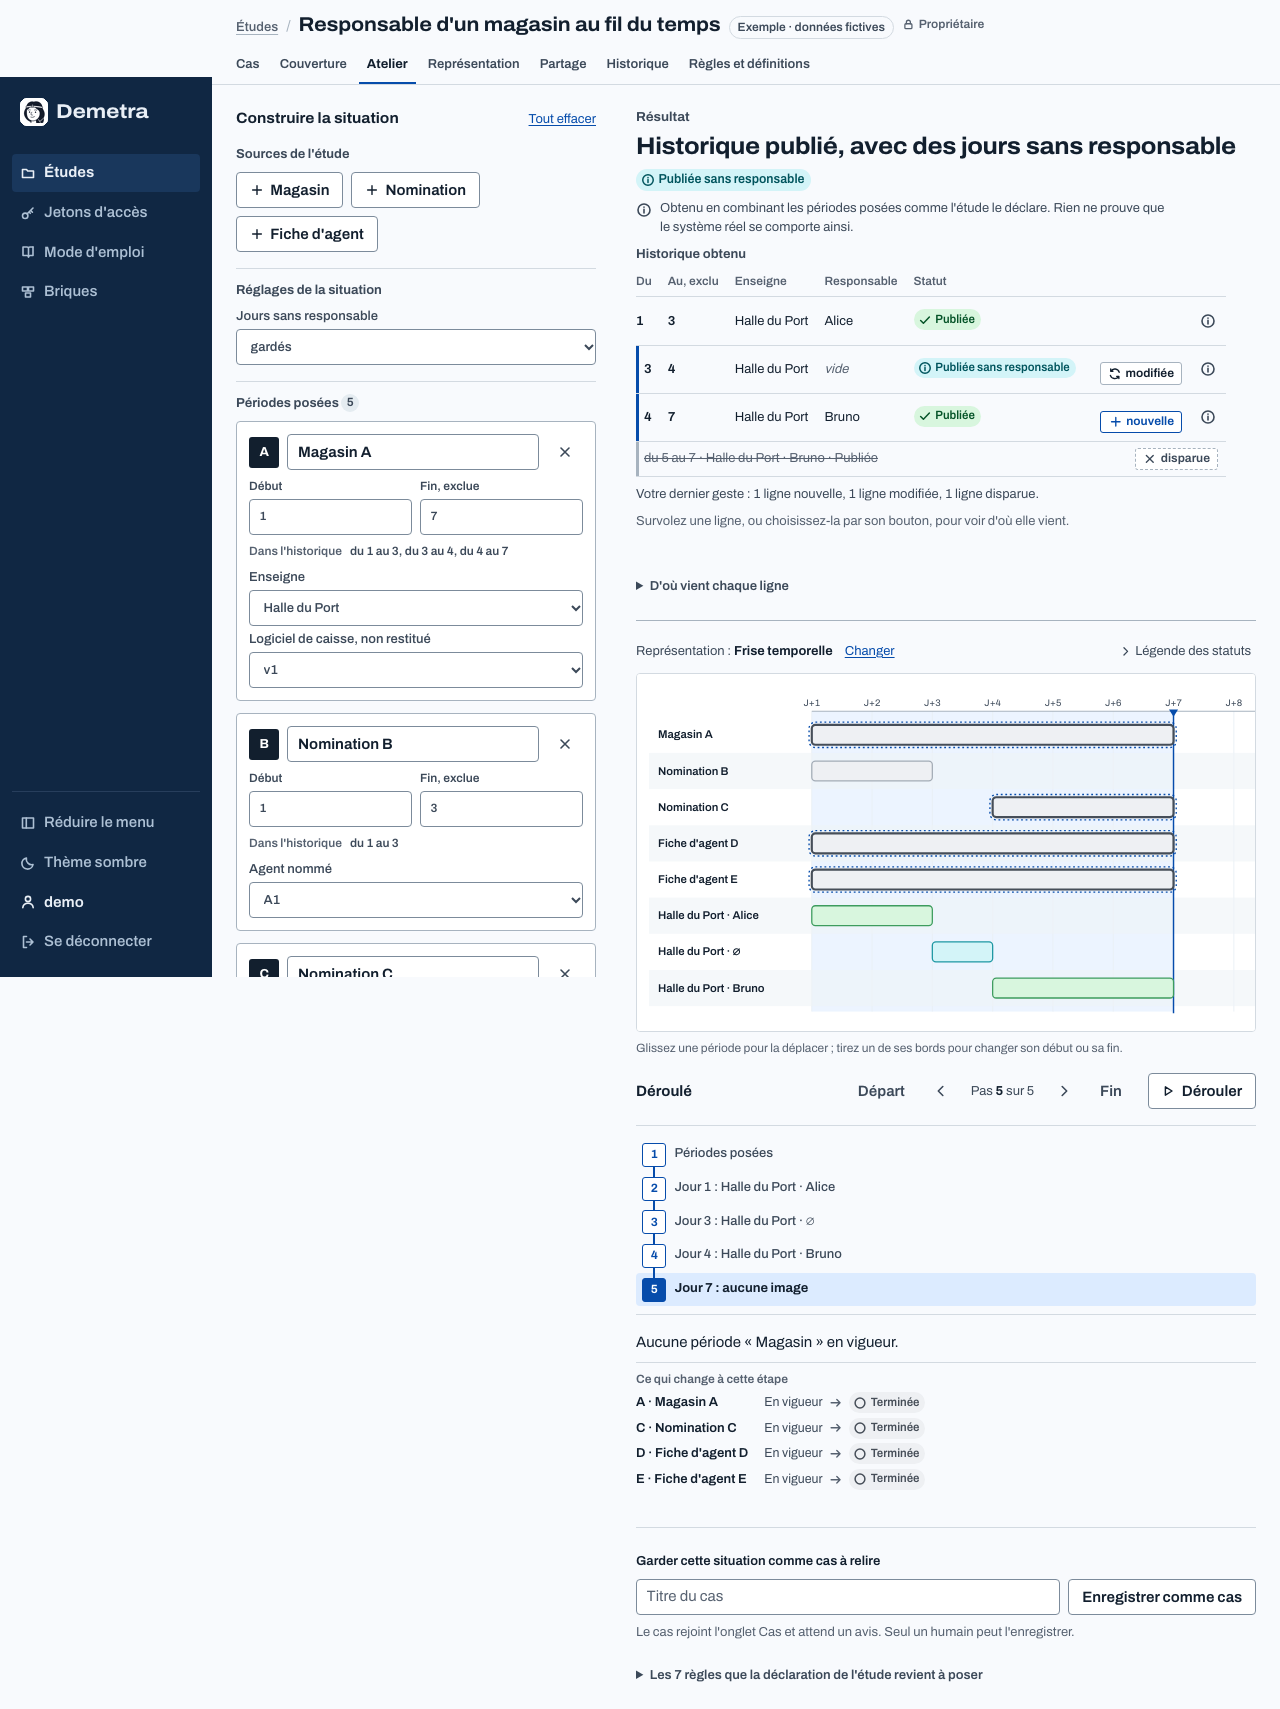 Études / Responsable d'un magasin au fil du temps Exemple · données fictives Propriétaire
Cas Couverture Atelier Représentation Partage Historique Règles et définitions
Demetra
Études
Jetons d'accès
Mode d'emploi
Briques
Réduire le menu
Thème sombre
demo
Se déconnecter
Construire la situation Tout effacer
Sources de l'étude
Magasin Nomination
Fiche d'agent
Réglages de la situation
Jours sans responsable
gardés
Périodes posées 5
A Magasin A
Début Fin, exclue
1 7
Dans l'historique du 1 au 3, du 3 au 4, du 4 au 7
Enseigne
Halle du Port
Logiciel de caisse, non restitué
v1
B Nomination B
Début Fin, exclue
1 3
Dans l'historique du 1 au 3
Agent nommé
A1
C Nomination C
Résultat
Historique publié, avec des jours sans responsable
Publiée sans responsable
Obtenu en combinant les périodes posées comme l'étude le déclare. Rien ne prouve que
le système réel se comporte ainsi.
Historique obtenu
Du Au, exclu Enseigne Responsable Statut
1 3 Halle du Port Alice Publiée
3 4 Halle du Port vide Publiée sans responsable modifiée
4 7 Halle du Port Bruno Publiée nouvelle
du 5 au 7 · Halle du Port · Bruno · Publiée disparue
Votre dernier geste : 1 ligne nouvelle, 1 ligne modifiée, 1 ligne disparue.
Survolez une ligne, ou choisissez-la par son bouton, pour voir d'où elle vient.
D'où vient chaque ligne
Représentation : Frise temporelle Changer Légende des statuts
J+1 J+2 J+3 J+4 J+5 J+6 J+7 J+8
Magasin A
Nomination B
Nomination C
Fiche d'agent D
Fiche d'agent E
Halle du Port · Alice
Halle du Port · ∅
Halle du Port · Bruno
Glissez une période pour la déplacer ; tirez un de ses bords pour changer son début ou sa fin.
Déroulé Départ Pas 5 sur 5 Fin Dérouler
1 Périodes posées
2 Jour 1 : Halle du Port · Alice
3 Jour 3 : Halle du Port · ∅
4 Jour 4 : Halle du Port · Bruno
5 Jour 7 : aucune image
Aucune période « Magasin » en vigueur.
Ce qui change à cette étape
A · Magasin A En vigueur → Terminée
C · Nomination C En vigueur → Terminée
D · Fiche d'agent D En vigueur → Terminée
E · Fiche d'agent E En vigueur → Terminée
Garder cette situation comme cas à relire
Titre du cas Enregistrer comme cas
Le cas rejoint l'onglet Cas et attend un avis. Seul un humain peut l'enregistrer.
Les 7 règles que la déclaration de l'étude revient à poser